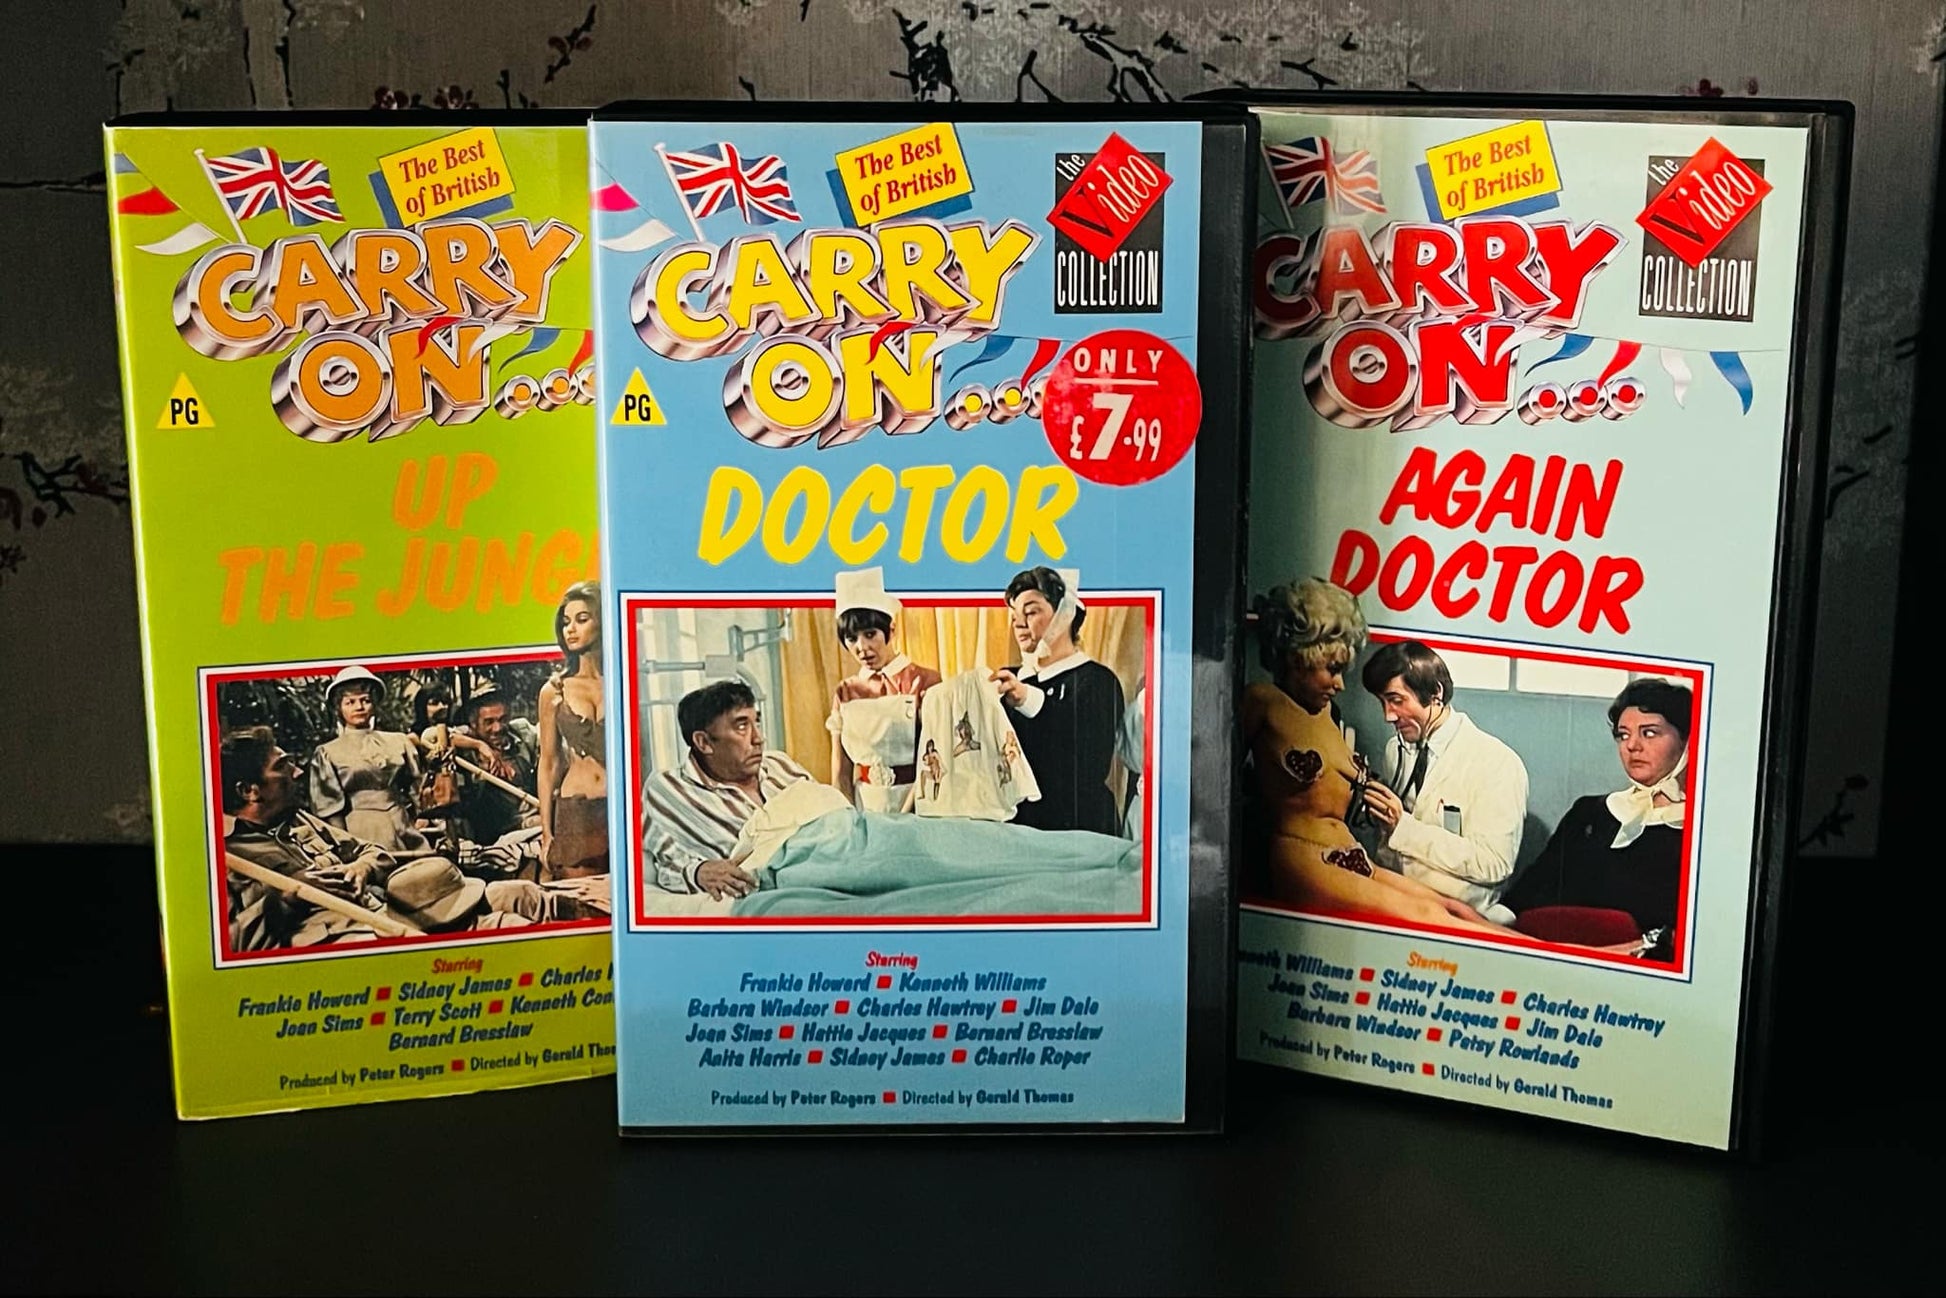 The Best
of British
CARRY
ON...
PG
UP
THE
Starring
Frankie Howerd ■ Sidney James ■ Charles
Joan Sims ■ Terry Scott ■ Kenneth
Bernard Bresslaw
Produced by Peter Rogers ■ Directed by Gerald
The Best
of British
the
Video
COLLECTION
CARRY
ON...
PG
ONLY
£7.99
DOCTOR
Starring
Frankie Howerd ■ Kenneth Williams
Barbara Windsor ■ Charles Hawtrey ■ Jim Dale
Joan Sims ■ Hattie Jacques ■ Bernard Bresslaw
Anita Harris ■ Sidney James ■ Charlie Roper
Produced by Peter Rogers ■ Directed by Gerald Thomas
The Best
of British
the
Video
COLLECTION
CARRY
ON...
AGAIN
DOCTOR
Starring
Williams ■ Sidney James ■ Charles Hawtrey
Joan Sims ■ Hattie Jacques ■ Jim Dale
Barbara Windsor ■ Patsy Rowlands
Produced by Peter Rogers ■ Directed by Gerald Thomas